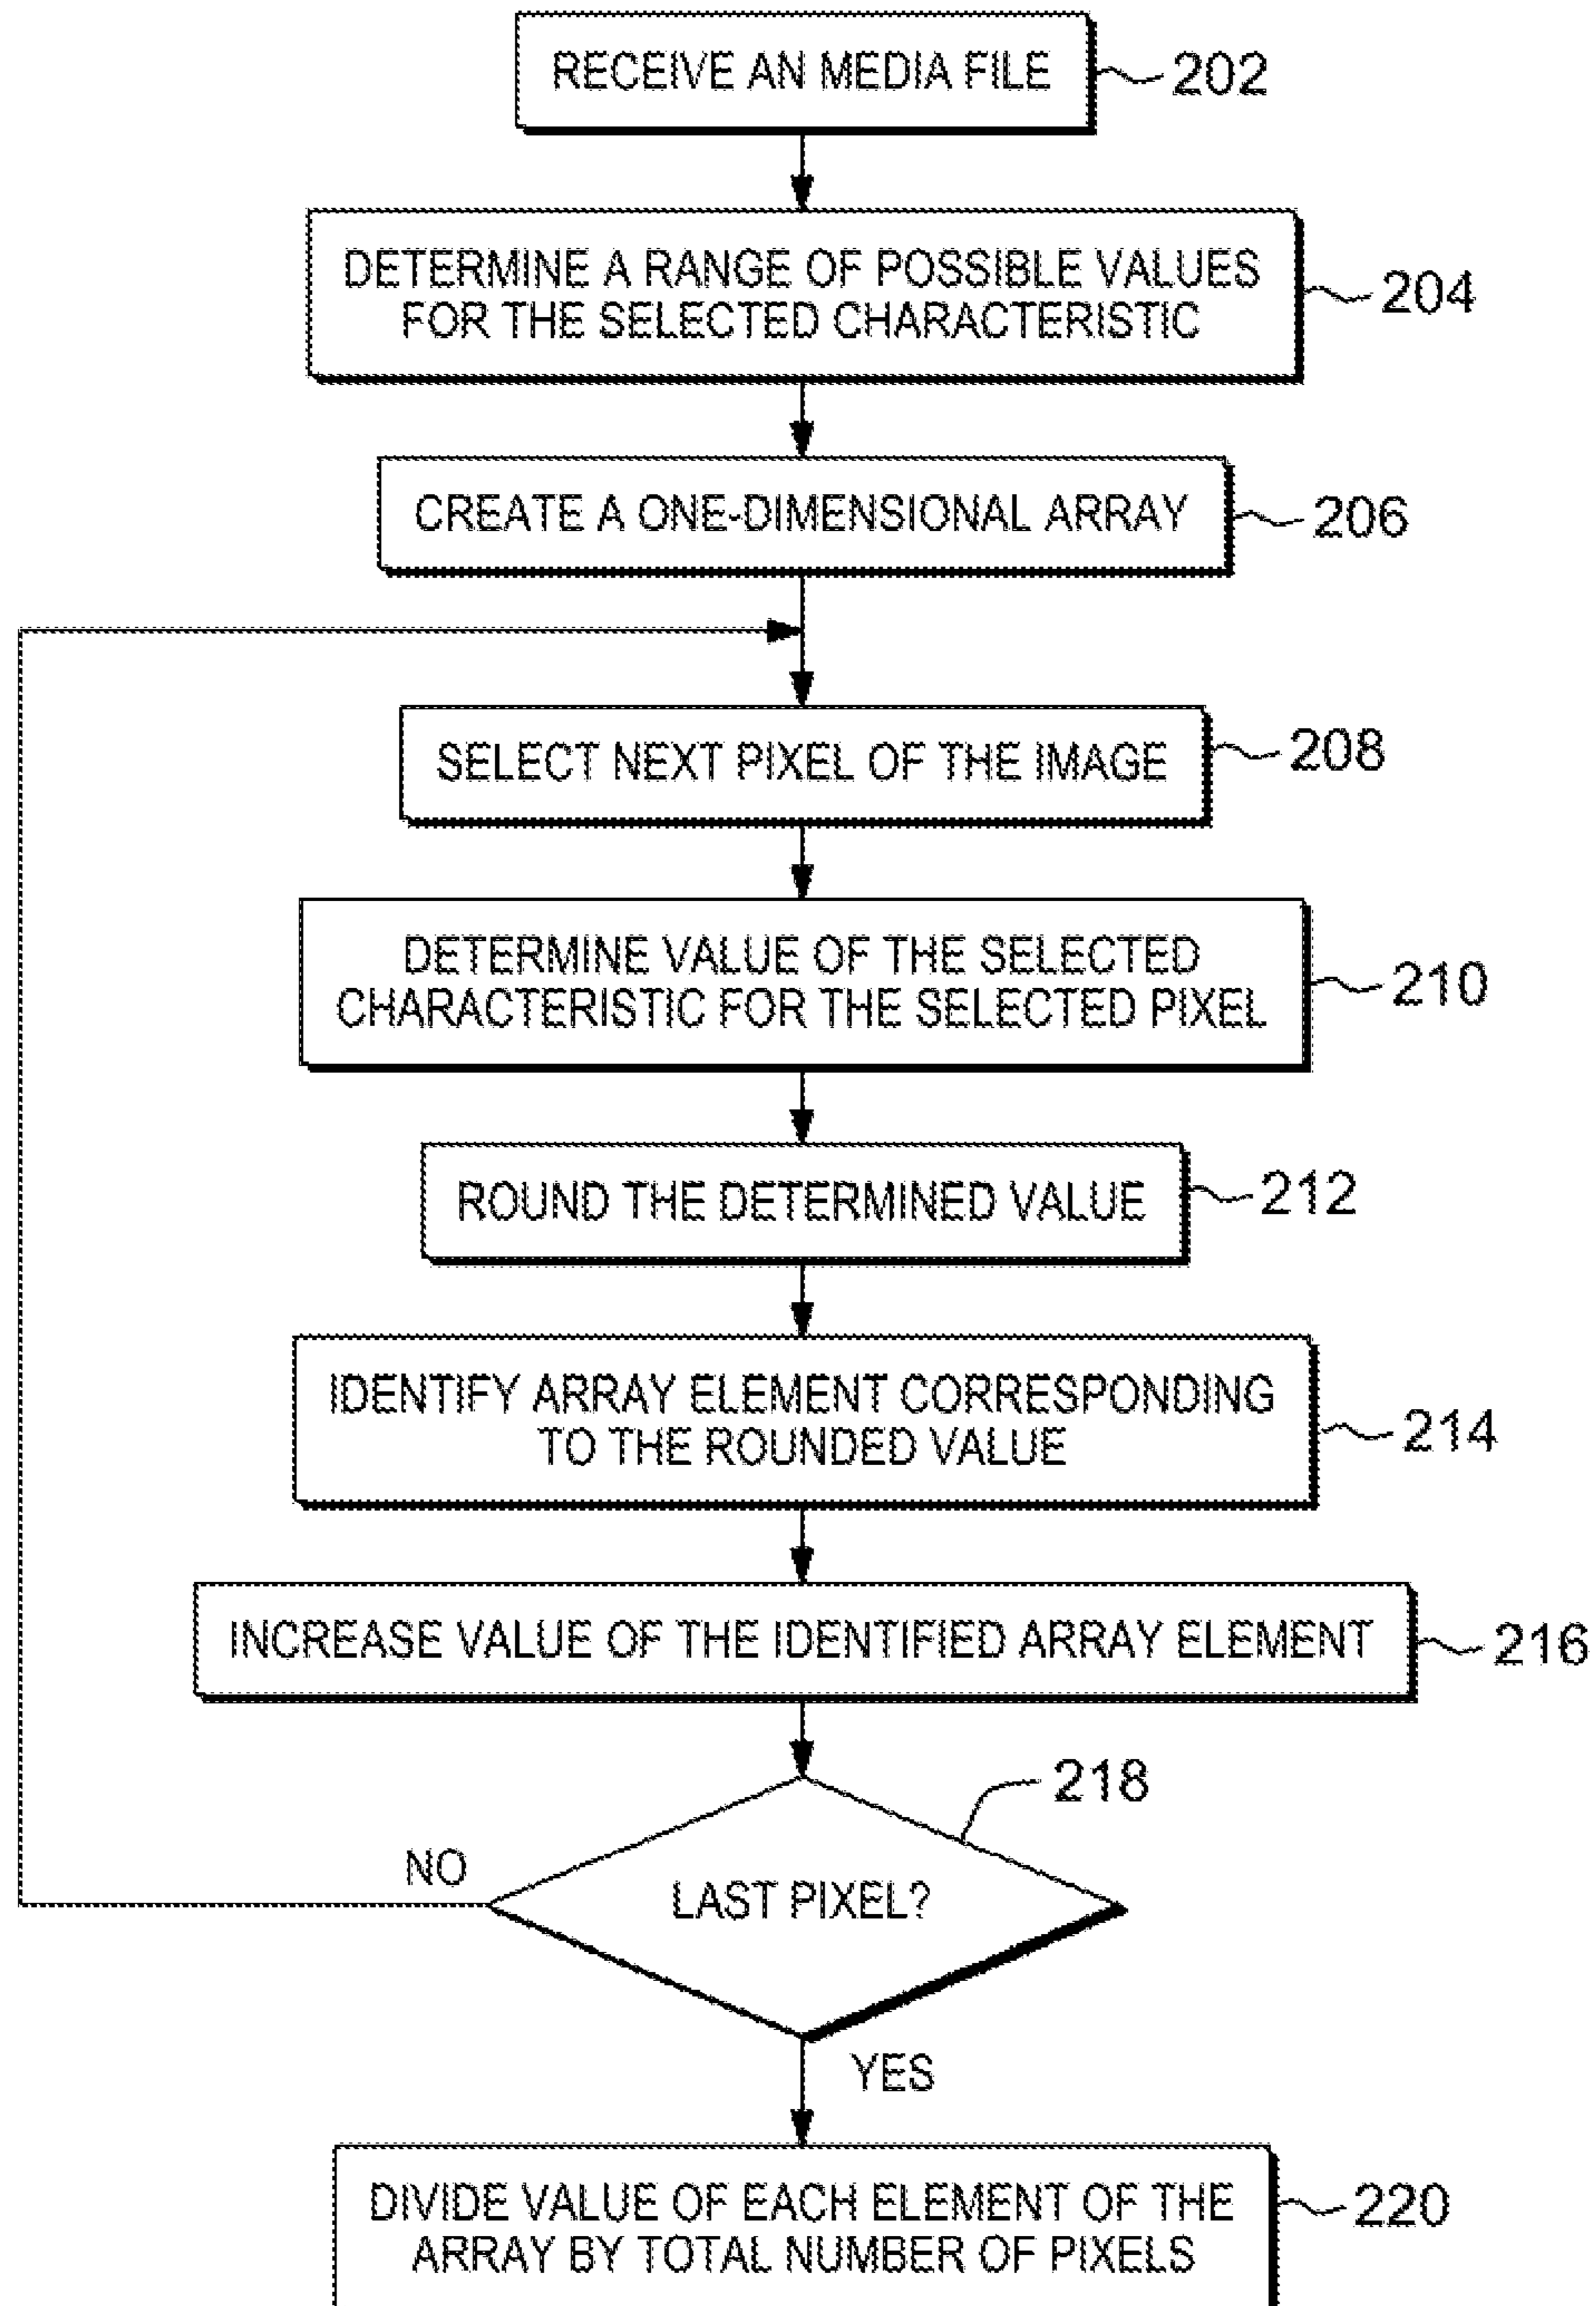 RECEIVE AN MEDIA FILE
202
DETERMINE A RANGE OF POSSIBLE VALUES
FOR THE SELECTED CHARACTERISTIC
204
CREATE A ONE-DIMENSIONAL ARRAY
206
SELECT NEXT PIXEL OF THE IMAGE
208
DETERMINE VALUE OF THE SELECTED
CHARACTERISTIC FOR THE SELECTED PIXEL
210
ROUND THE DETERMINED VALUE
212
IDENTIFY ARRAY ELEMENT CORRESPONDING
TO THE ROUNDED VALUE
214
INCREASE VALUE OF THE IDENTIFIED ARRAY ELEMENT
216
218
NO
LAST PIXEL?
YES
DIVIDE VALUE OF EACH ELEMENT OF THE
ARRAY BY TOTAL NUMBER OF PIXELS
220